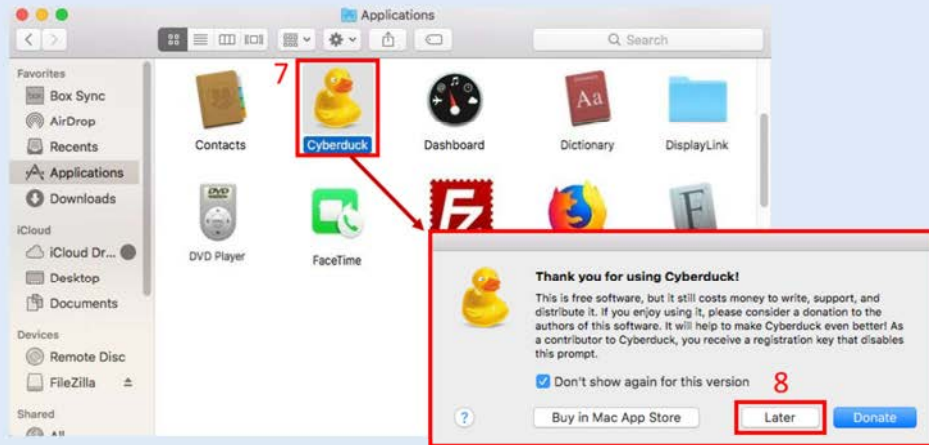 Applications
Search
7
Favorites
Box Sync
AirDrop
Recents
Applications
Downloads
iCloud
iCloud Dr...
Desktop
Documents
Devices
Remote Disc
FileZilla
Shared
All
Contacts
Cyberduck
Dashboard
Dictionary
DisplayLink
DVD Player
FaceTime
Aa
DVD
Fz
F
box
Thank you for using Cyberduck!
This is free software, but it still costs money to write, support, and
distribute it. If you enjoy using it, please consider a donation to the
authors of this software. It will help to make Cyberduck even better! As
a contributor to Cyberduck, you receive a registration key that disables
this prompt.
Don't show again for this version
8
?
Buy in Mac App Store
Later
Donate